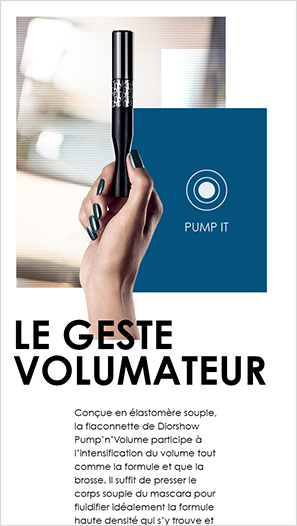 PUMP IT
LE GESTE
VOLUMATEUR
Conçue en élastomère souple,
la flaconnette de Diorshow
Pump'n'Volume participe à
l'intensification du volume tout
comme la formule et que la
brosse. Il suffit de presser le
corps souple du mascara pour
fluidifier idéalement la formule
haute densité qui s'y trouve et